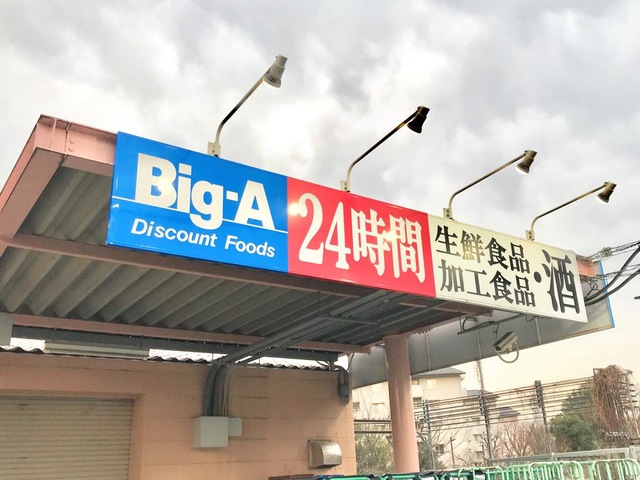 Big-A
Discount Foods
24時間
生鮮食品
加工食品
・酒